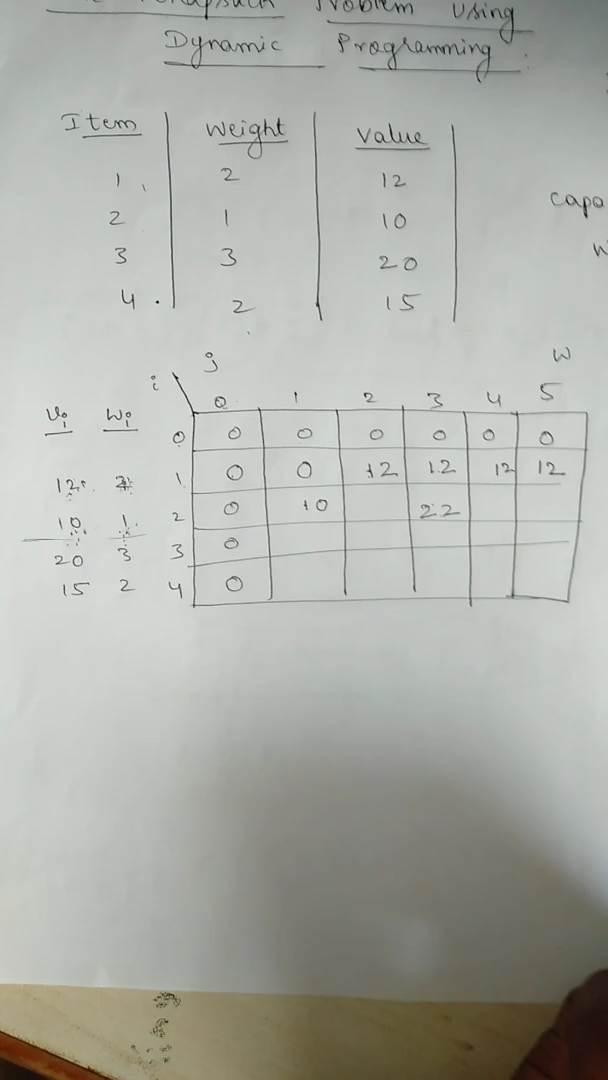 Knapsack Problem Using
Dynamic Programming.
Item Weight Value
1 2 12
2 1 10
3 3 20
4 2 15
capa
j W
i
0 1 2 3 4 5
Vi Wi
0 0 0 0 0 0 0
12 2 1 0 0 12 12 12 12
10 1 2 0 10 22
20 3 3 0
15 2 4 0